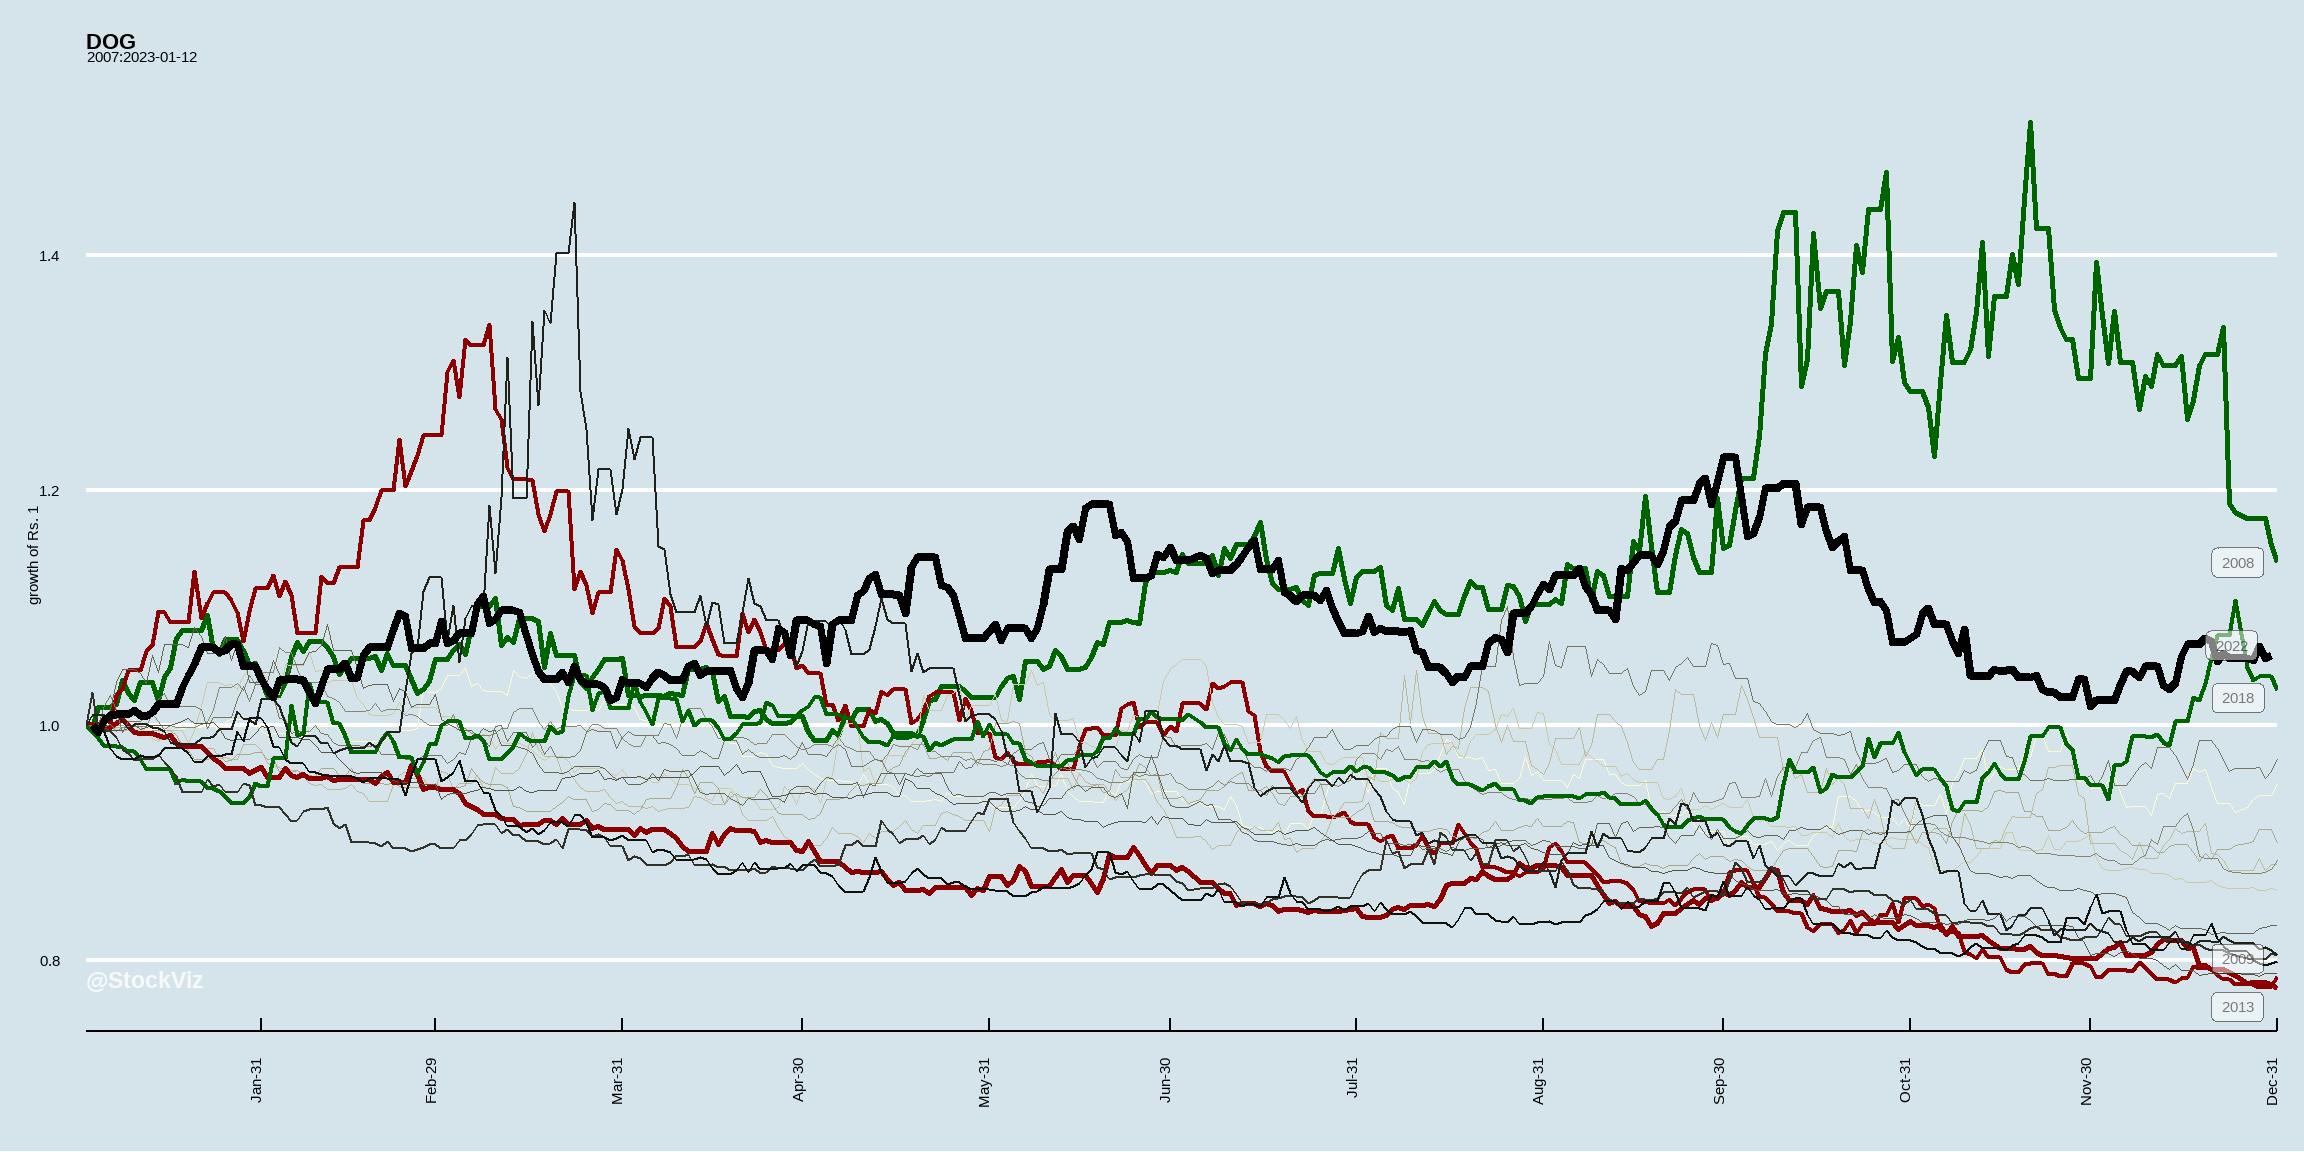 DOG
2007:2023-01-12
growth of Rs. 1
1.4
1.2
1.0
0.8
2008
2022
2018
2009
2013
@StockViz
Jan-31
Feb-29
Mar-31
Apr-30
May-31
Jun-30
Jul-31
Aug-31
Sep-30
Oct-31
Nov-30
Dec-31